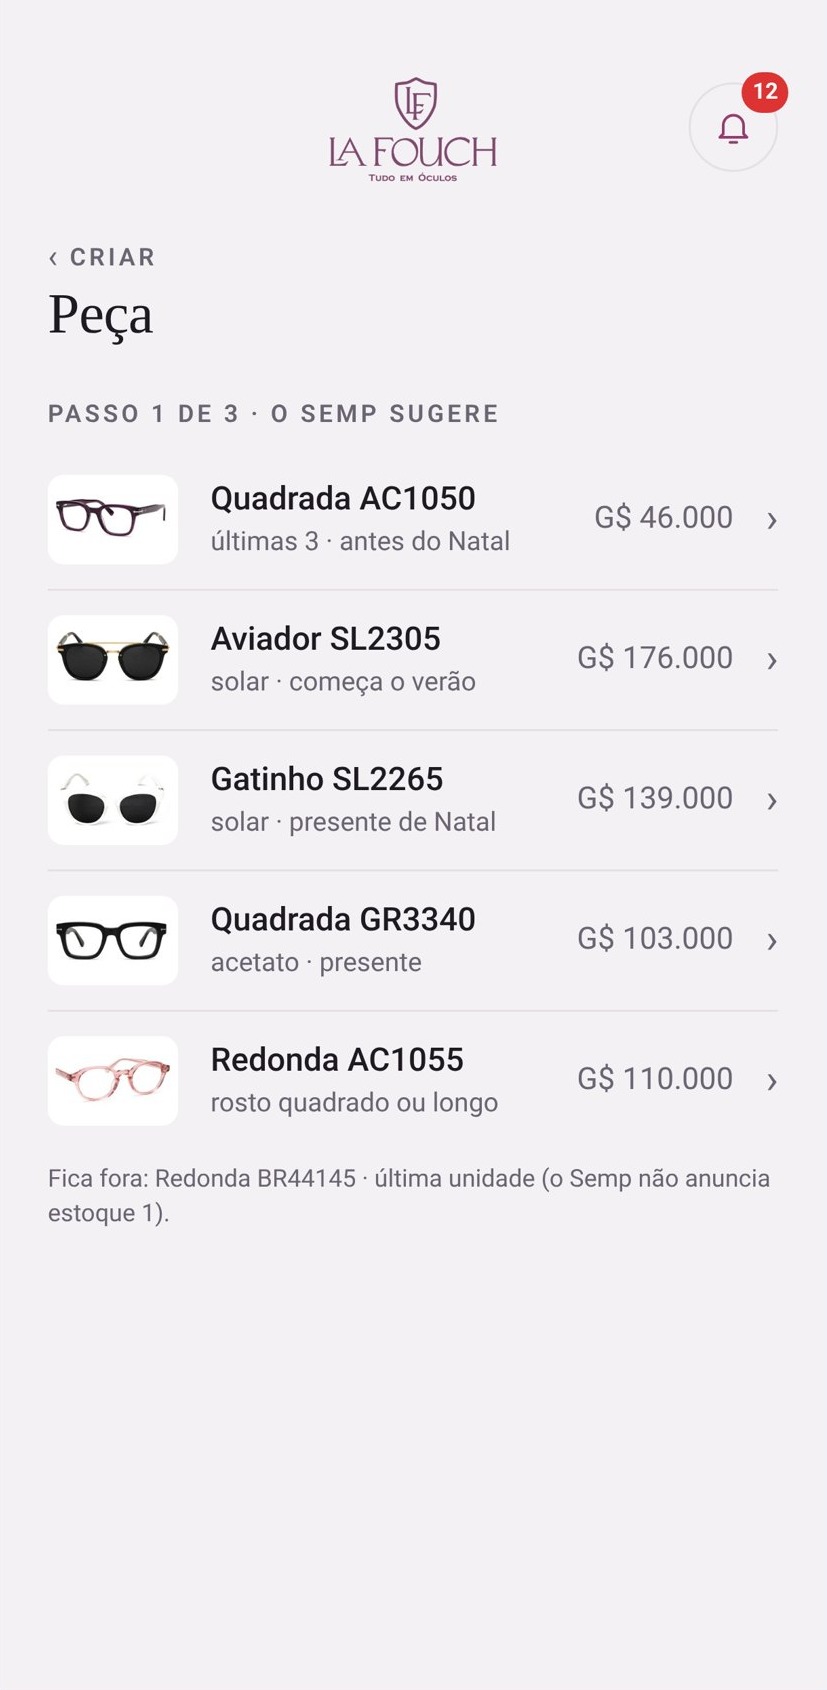 LF
LA FOUCH
TUDO EM ÓCULOS
12
‹ CRIAR
Peça
PASSO 1 DE 3 · O SEMP SUGERE
Quadrada AC1050
últimas 3 · antes do Natal
G$ 46.000 ›
Aviador SL2305
solar · começa o verão
G$ 176.000 ›
Gatinho SL2265
solar · presente de Natal
G$ 139.000 ›
Quadrada GR3340
acetato · presente
G$ 103.000 ›
Redonda AC1055
rosto quadrado ou longo
G$ 110.000 ›
Fica fora: Redonda BR44145 · última unidade (o Semp não anuncia
estoque 1).